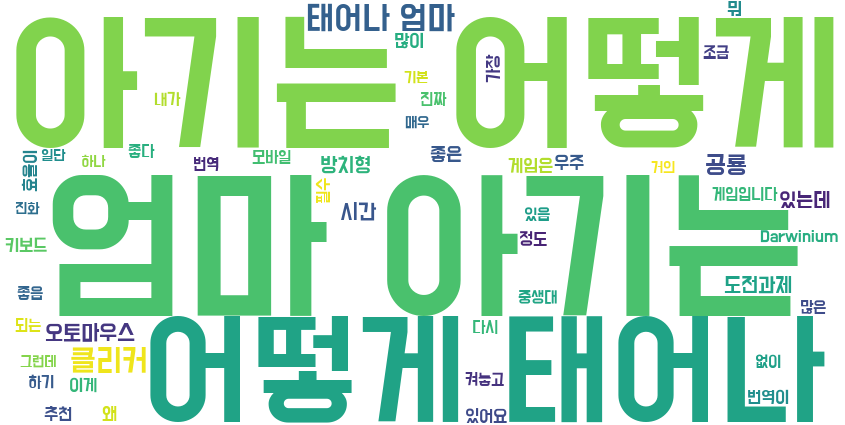 태어나 엄마
뭐
많이
조금
아기는 어떻게
가장
기본
내가
진짜
매우
효율이
일단
하나
좋다
번역
모바일
방치형
좋은
게임은
우주
거의
공룡
엄마 아기는
필수
진화
시간
게임입니다
있는데
키보드
있음
정도
Darwinium
좋음
중생대
도전과제
많은
되는
오토마우스
어떻게 태어나
다시
그런데
클리커
없이
하기
이게
켜놓고
번역이
추천
왜
있어요